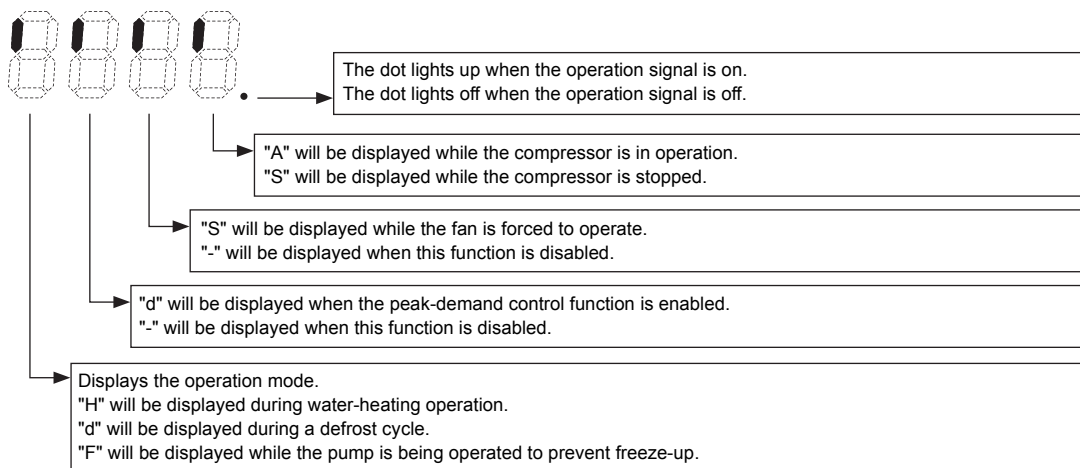 The dot lights up when the operation signal is on.
The dot lights off when the operation signal is off.
"A" will be displayed while the compressor is in operation.
"S" will be displayed while the compressor is stopped.
"S" will be displayed while the fan is forced to operate.
"-" will be displayed when this function is disabled.
"d" will be displayed when the peak-demand control function is enabled.
"-" will be displayed when this function is disabled.
Displays the operation mode.
"H" will be displayed during water-heating operation.
"d" will be displayed during a defrost cycle.
"F" will be displayed while the pump is being operated to prevent freeze-up.